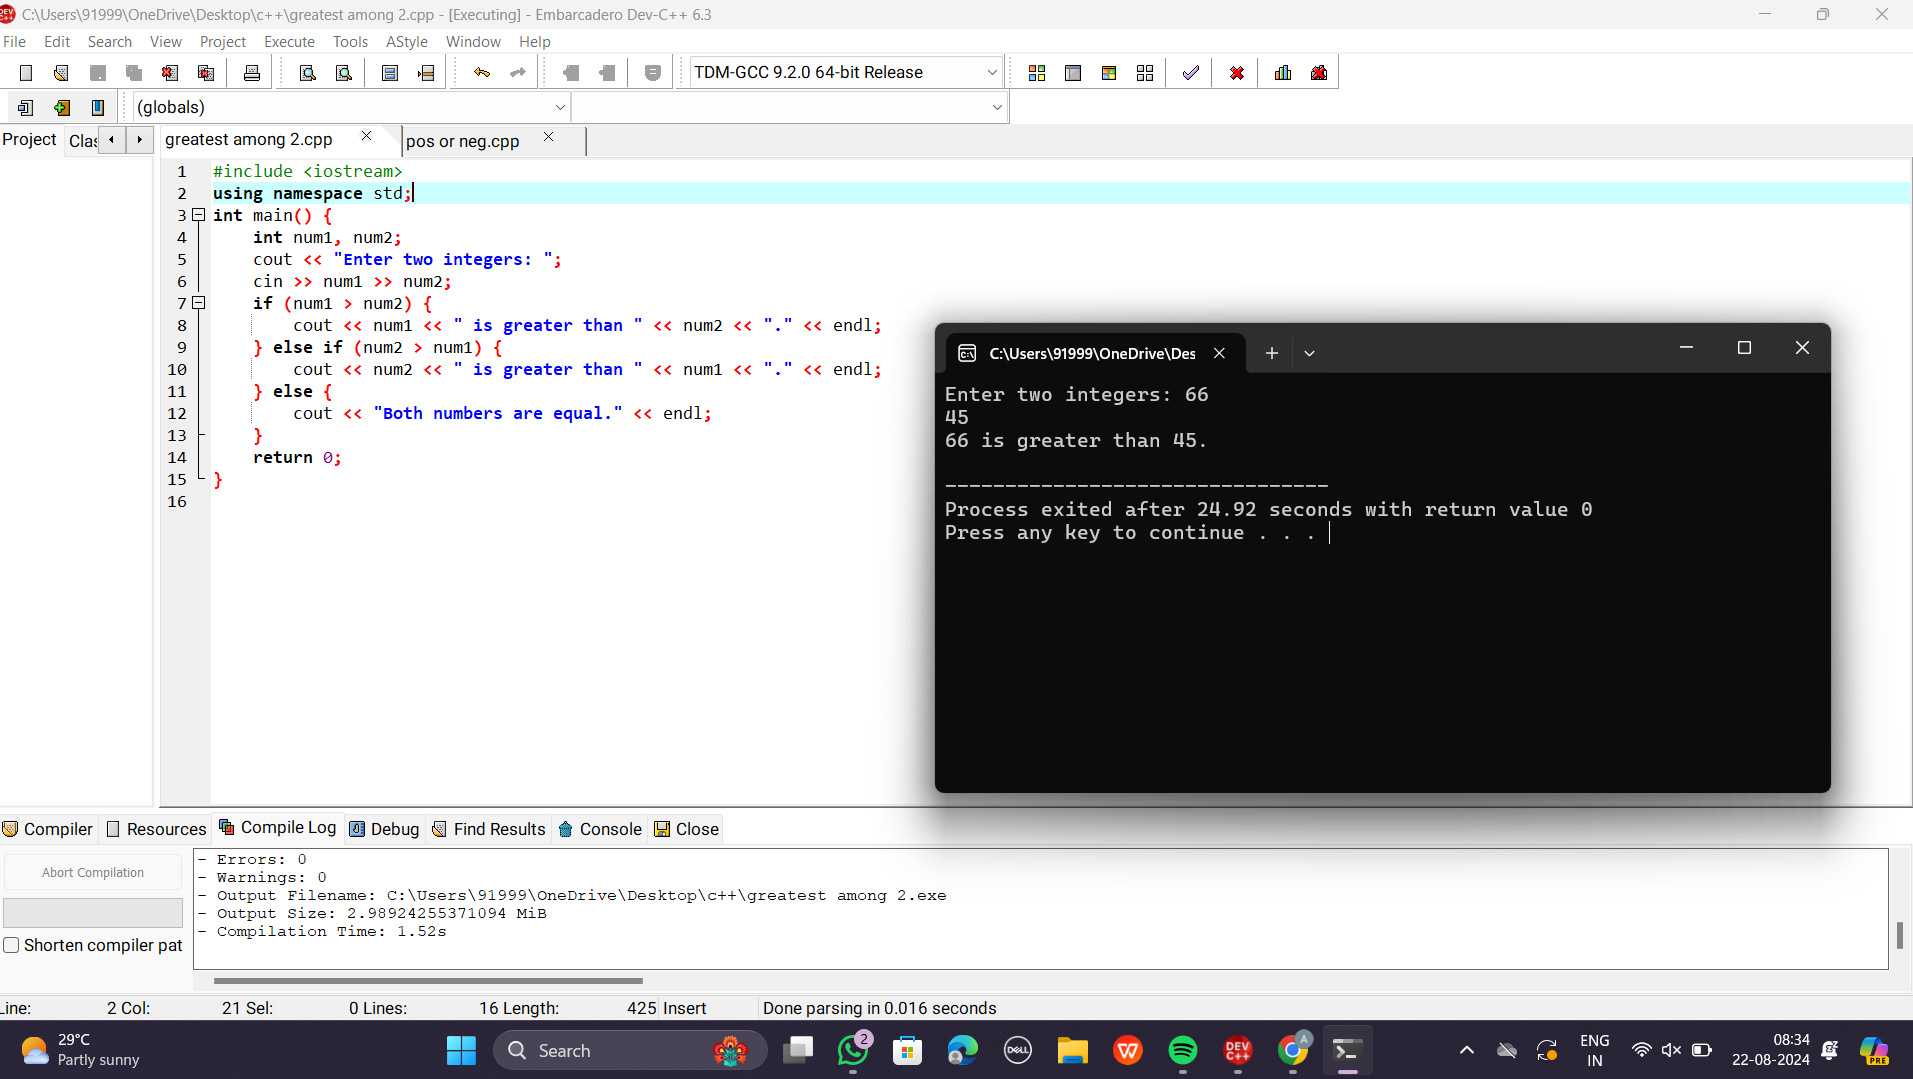 C:\Users\91999\OneDrive\Desktop\c++\greatest among 2.cpp - [Executing] - Embarcadero Dev-C++ 6.3
File Edit Search View Project Execute Tools AStyle Window Help
TDM-GCC 9.2.0 64-bit Release
(globals)
Project Clas greatest among 2.cpp pos or neg.cpp
1 #include <iostream>
2 using namespace std;
3 int main() {
4 int num1, num2;
5 cout << "Enter two integers: ";
6 cin >> num1 >> num2;
7 if (num1 > num2) {
8 cout << num1 << " is greater than " << num2 << "." << endl;
9 } else if (num2 > num1) {
10 cout << num2 << " is greater than " << num1 << "." << endl;
11 } else {
12 cout << "Both numbers are equal." << endl;
13 }
14 return 0;
15 }
16
C:\Users\91999\OneDrive\Des
Enter two integers: 66
45
66 is greater than 45.
--------------------------------
Process exited after 24.92 seconds with return value 0
Press any key to continue . . .
Compiler Resources Compile Log Debug Find Results Console Close
Abort Compilation
Shorten compiler pat
- Errors: 0
- Warnings: 0
- Output Filename: C:\Users\91999\OneDrive\Desktop\c++\greatest among 2.exe
- Output Size: 2.98924255371094 MiB
- Compilation Time: 1.52s
Line: 2 Col: 21 Sel: 0 Lines: 16 Length: 425 Insert Done parsing in 0.016 seconds
29°C
Partly sunny
Search
2
DELL
DEV C++
A
ENG
IN
08:34
22-08-2024
PRE